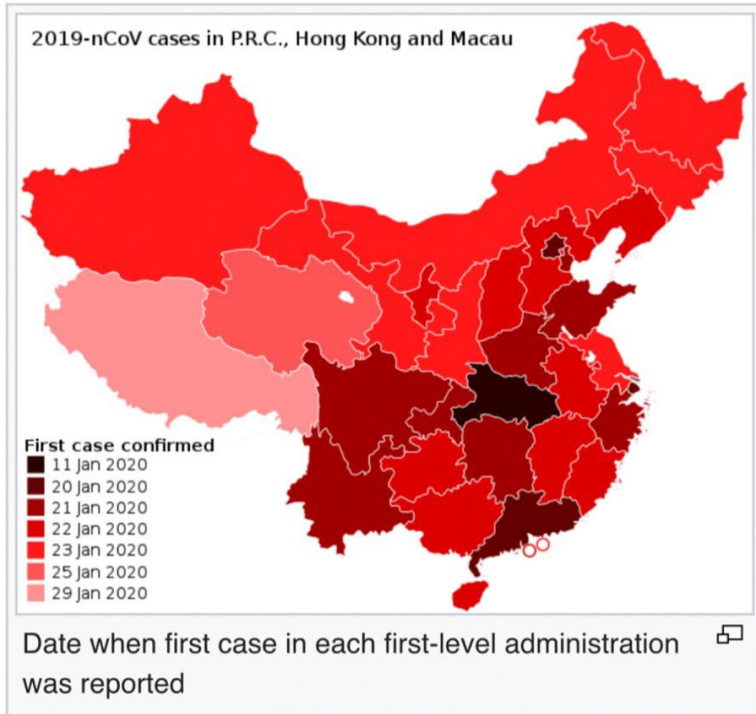 2019-nCoV cases in P.R.C., Hong Kong and Macau
First case confirmed
11 Jan 2020
20 Jan 2020
21 Jan 2020
22 Jan 2020
23 Jan 2020
25 Jan 2020
29 Jan 2020
Date when first case in each first-level administration
was reported